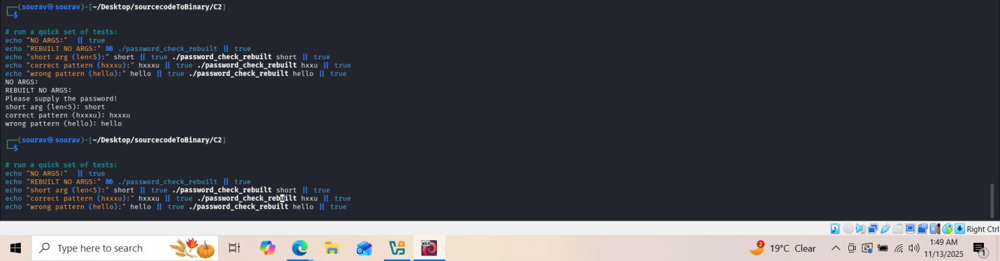 ┌──(sourav㉿sourav)-[~/Desktop/sourcecodeToBinary/C2]
└─$
# run a quick set of tests:
echo "NO ARGS:"  || true
echo "REBUILT NO ARGS:" && ./password_check_rebuilt || true
echo "short arg (len<5):" short || true ./password_check_rebuilt short || true
echo "correct pattern (hxxxu):" hxxxu || true ./password_check_rebuilt hxxu || true
echo "wrong pattern (hello):" hello || true ./password_check_rebuilt hello || true
NO ARGS:
REBUILT NO ARGS:
Please supply the password!
short arg (len<5): short
correct pattern (hxxxu): hxxxu
wrong pattern (hello): hello
┌──(sourav㉿sourav)-[~/Desktop/sourcecodeToBinary/C2]
└─$
# run a quick set of tests:
echo "NO ARGS:"  || true
echo "REBUILT NO ARGS:" && ./password_check_rebuilt || true
echo "short arg (len<5):" short || true ./password_check_rebuilt short || true
echo "correct pattern (hxxxu):" hxxxu || true ./password_check_rebuilt hxxu || true
echo "wrong pattern (hello):" hello || true ./password_check_rebuilt hello || true
Right Ctrl
Type here to search
x64
2
19°C Clear
1:49 AM
11/13/2025
1